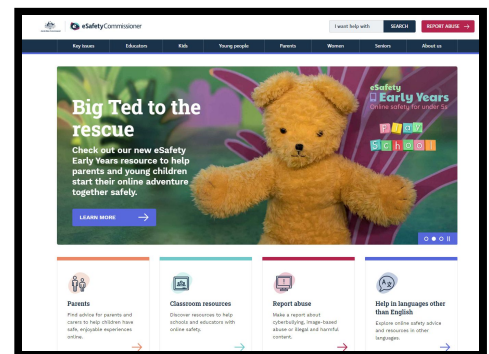 eSafetyCommissioner
I want help with
SEARCH
REPORT ABUSE
Key issues
Educators
Kids
Young people
Parents
Women
Seniors
About us
Big Ted to the
rescue
Check out our new eSafety
Early Years resource to help
parents and young children
start their online adventure
together safely.
LEARN MORE
eSafety
Early Years
Online safety for under 5s
PLAY
SCHOOL
Parents
Find advice for parents and
carers to help children have
safe, enjoyable experiences
online.
Classroom resources
Discover resources to help
schools and educators with
online safety.
Report abuse
Make a report about
cyberbullying, image-based
abuse or illegal and harmful
content.
Help in languages other
than English
Explore online safety advice
and resources in other
languages.